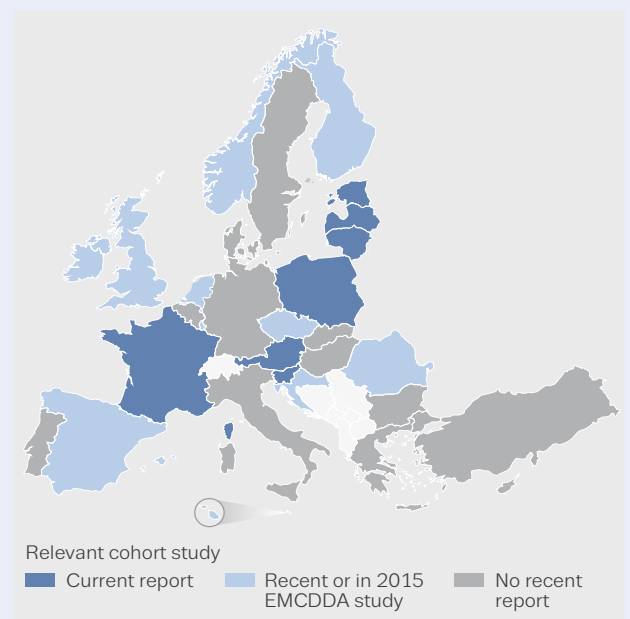 Relevant cohort study
Current report
Recent or in 2015
EMCDDA study
No recent
report